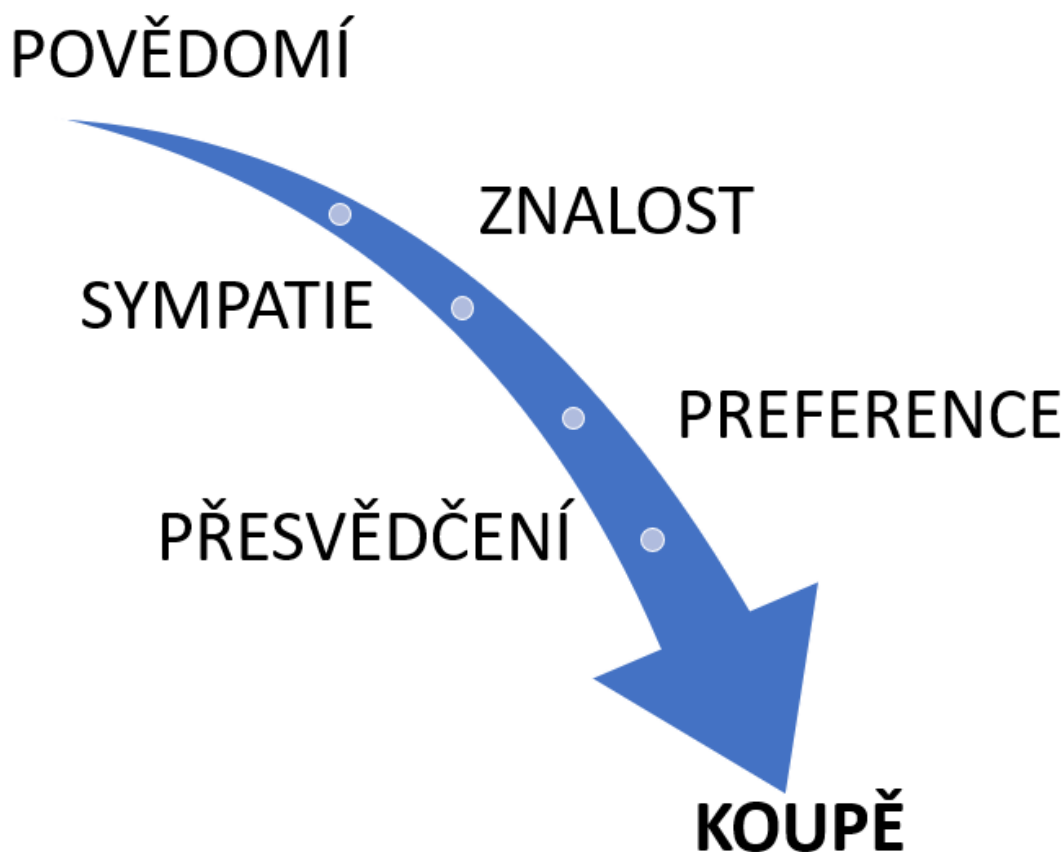 POVĚDOMÍ
ZNALOST
SYMPATIE
PREFERENCE
PŘESVĚDČENÍ
KOUPĚ